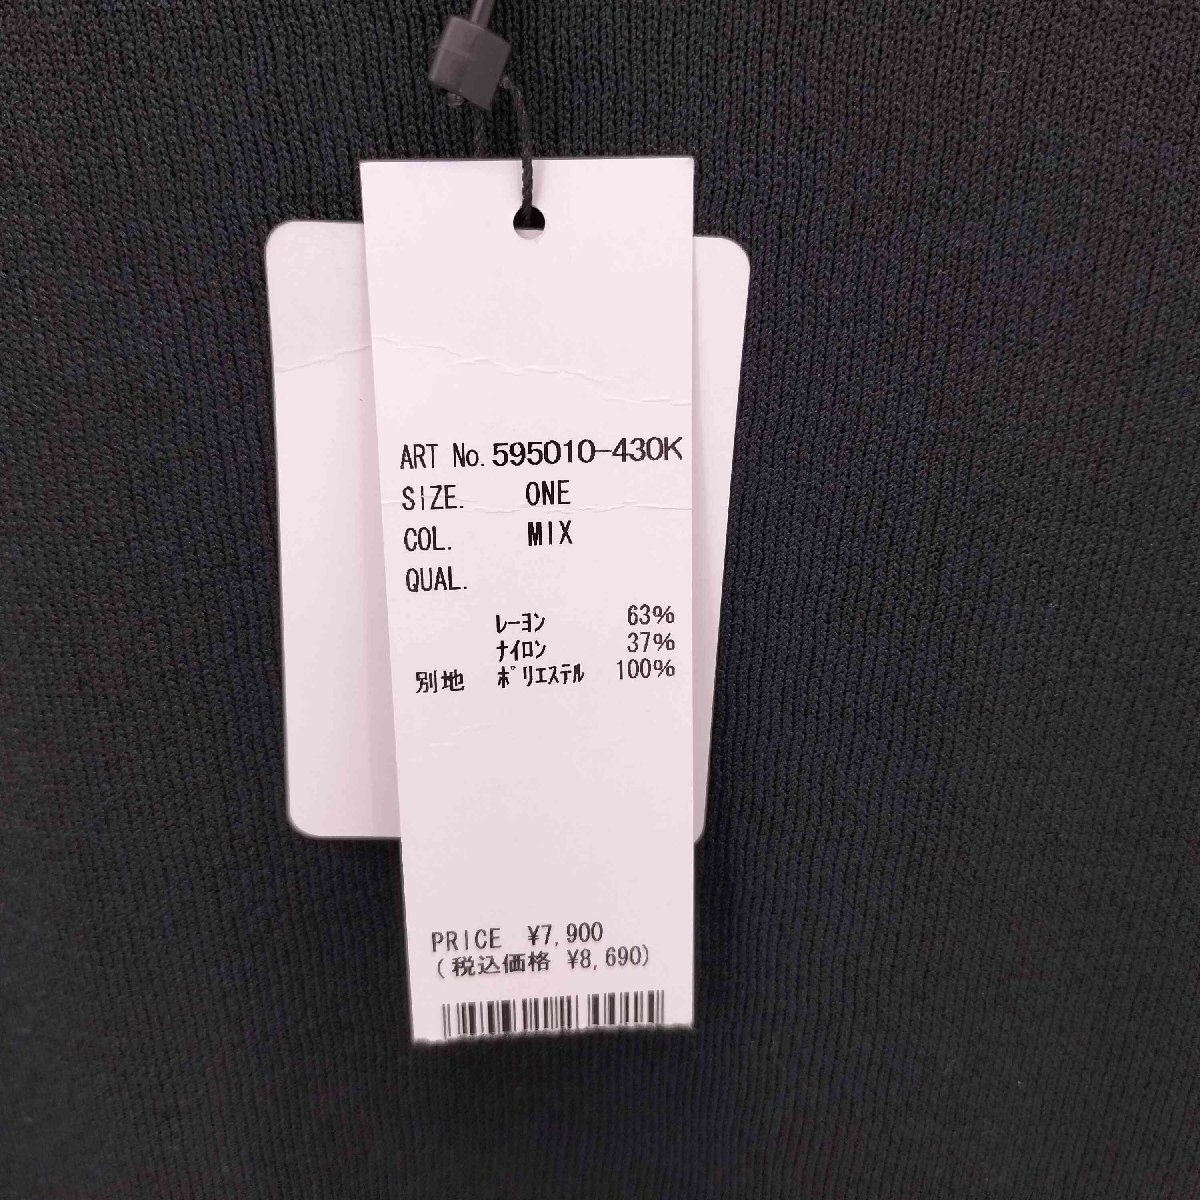 ART No. 595010-430K
SIZE. ONE
COL. MIX
QUAL.
ﾚｰﾖﾝ 63%
ﾅｲﾛﾝ 37%
別地 ﾎﾟﾘｴｽﾃﾙ 100%
PRICE ¥7,900
(税込価格 ¥8,690)